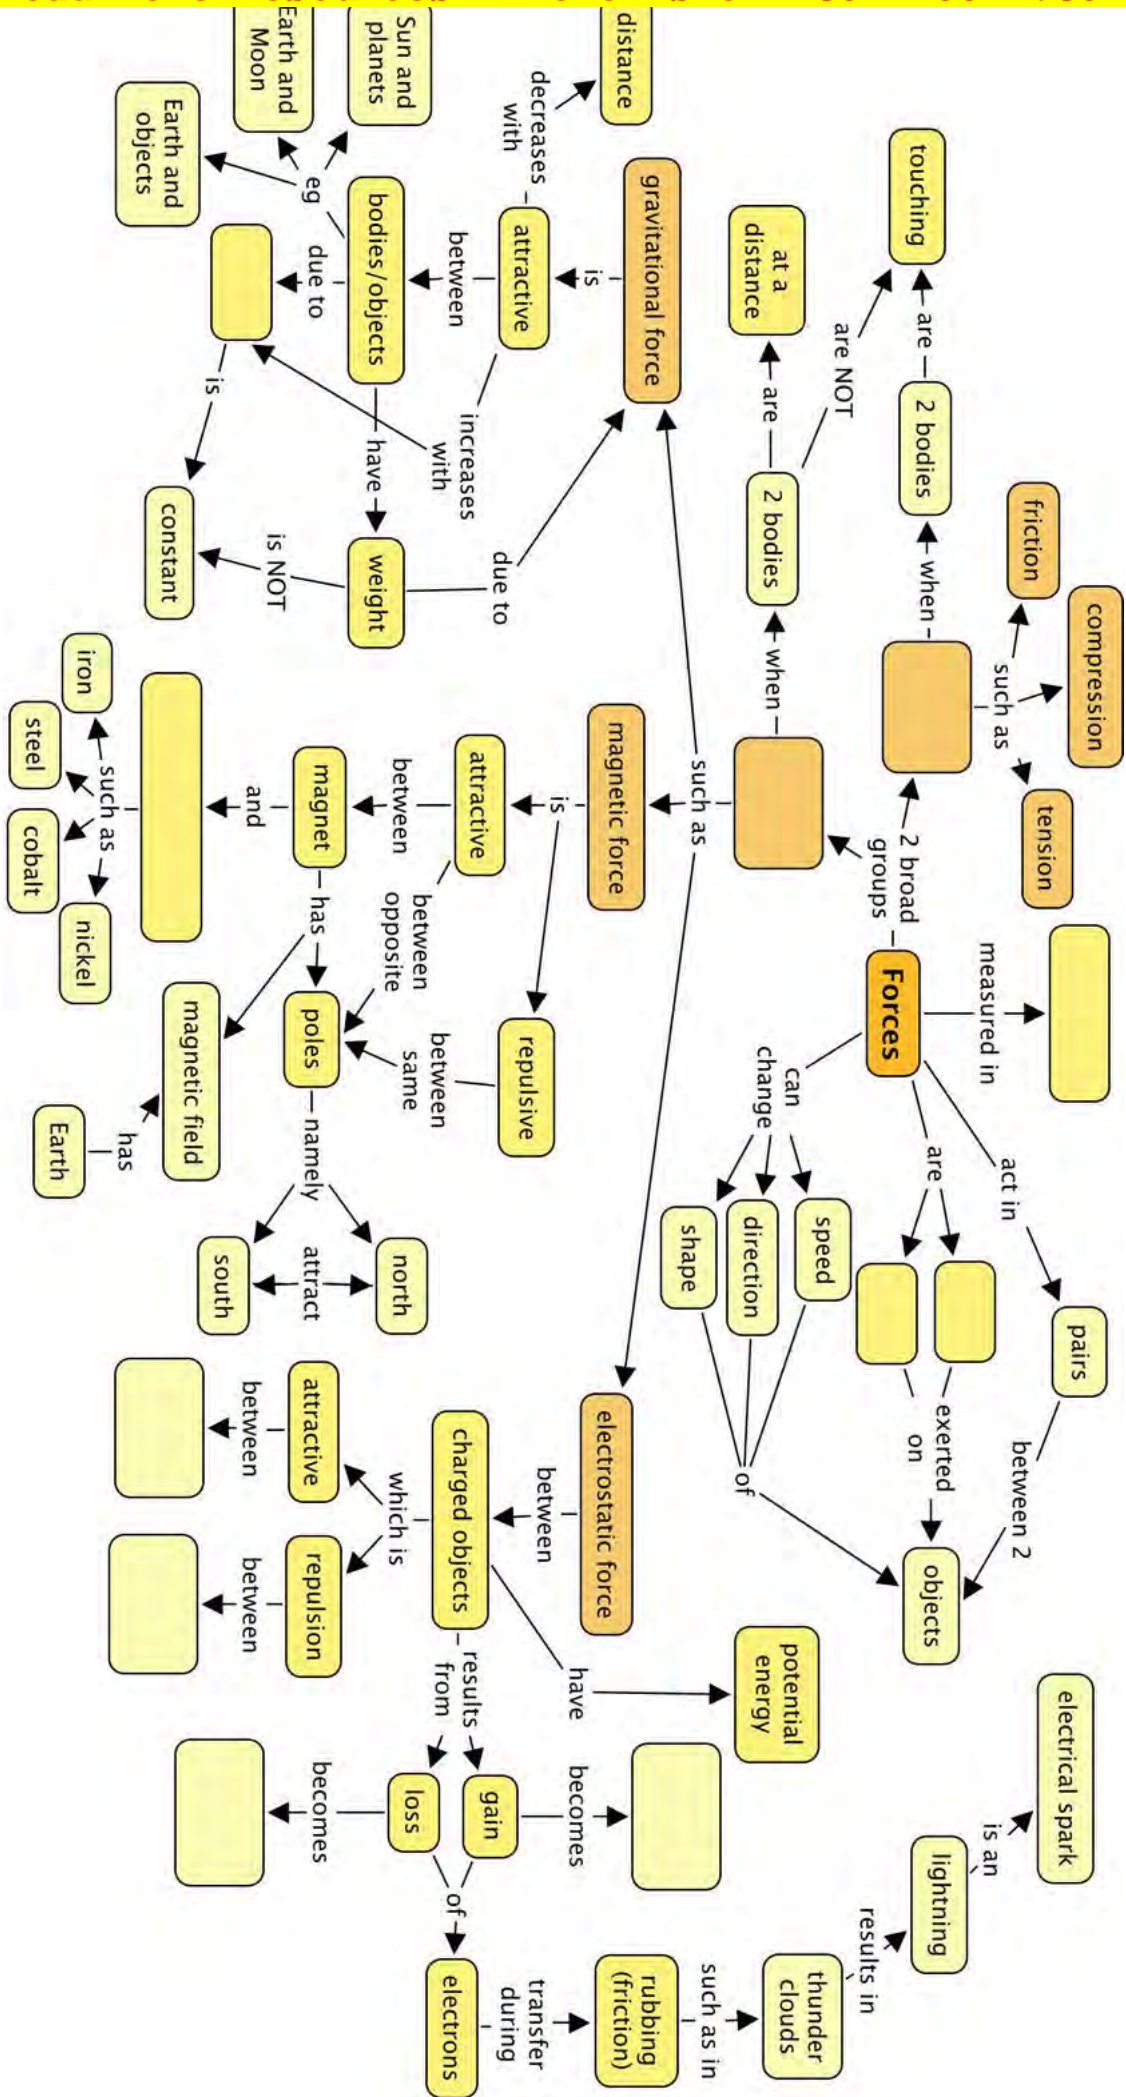 electrical spark
is an
lightning
results in
thunder
clouds
such as in
rubbing
(friction)
transfer
during
electrons
of
gain
loss
becomes
becomes
results
from
potential
energy
have
charged objects
between
electrostatic force
which is
attractive
between
repulsion
between
compression
friction
tension
such as
when
2 bodies
are
touching
are NOT
2 broad
groups
Forces
measured in
act in
pairs
between 2
objects
are
exerted
on
can
change
speed
direction
shape
of
when
2 bodies
are
at a
distance
such as
gravitational force
is
attractive
decreases
with
distance
increases
with
between
bodies/objects
eg
Sun and
planets
Earth and
Moon
Earth and
objects
due to
is
constant
have
weight
is NOT
due to
magnetic force
is
attractive
repulsive
between
between
opposite
between
same
magnet
has
poles
namely
north
attract
south
magnetic field
has
Earth
and
such as
iron
steel
cobalt
nickel